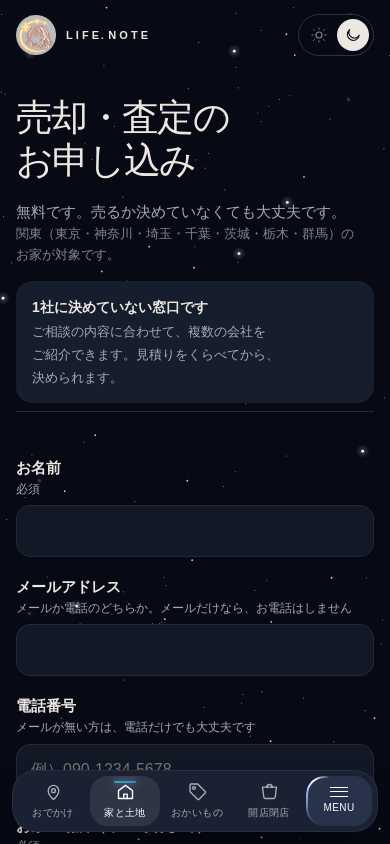 LIFE.NOTE
売却・査定の
お申し込み
無料です。売るか決めていなくても大丈夫です。
関東（東京・神奈川・埼玉・千葉・茨城・栃木・群馬）の
お家が対象です。
1社に決めていない窓口です
ご相談の内容に合わせて、複数の会社を
ご紹介できます。見積りをくらべてから、
決められます。
お名前
必須
メールアドレス
メールか電話のどちらか。メールだけなら、お電話はしません
電話番号
メールが無い方は、電話だけでも大丈夫です
例）090-1234-5678
おでかけ
家と土地
おかいもの
開店閉店
MENU